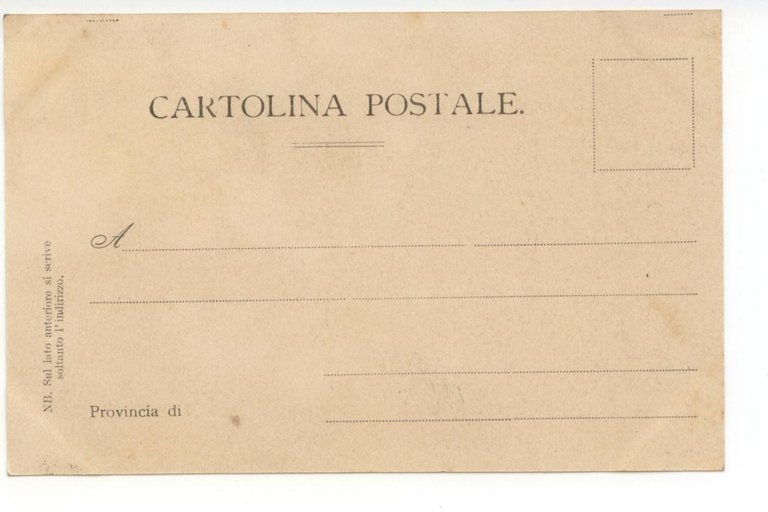 CARTOLINA POSTALE.
A
Provincia di
NB. Sul lato anteriore si scrive
soltanto l'indirizzo.